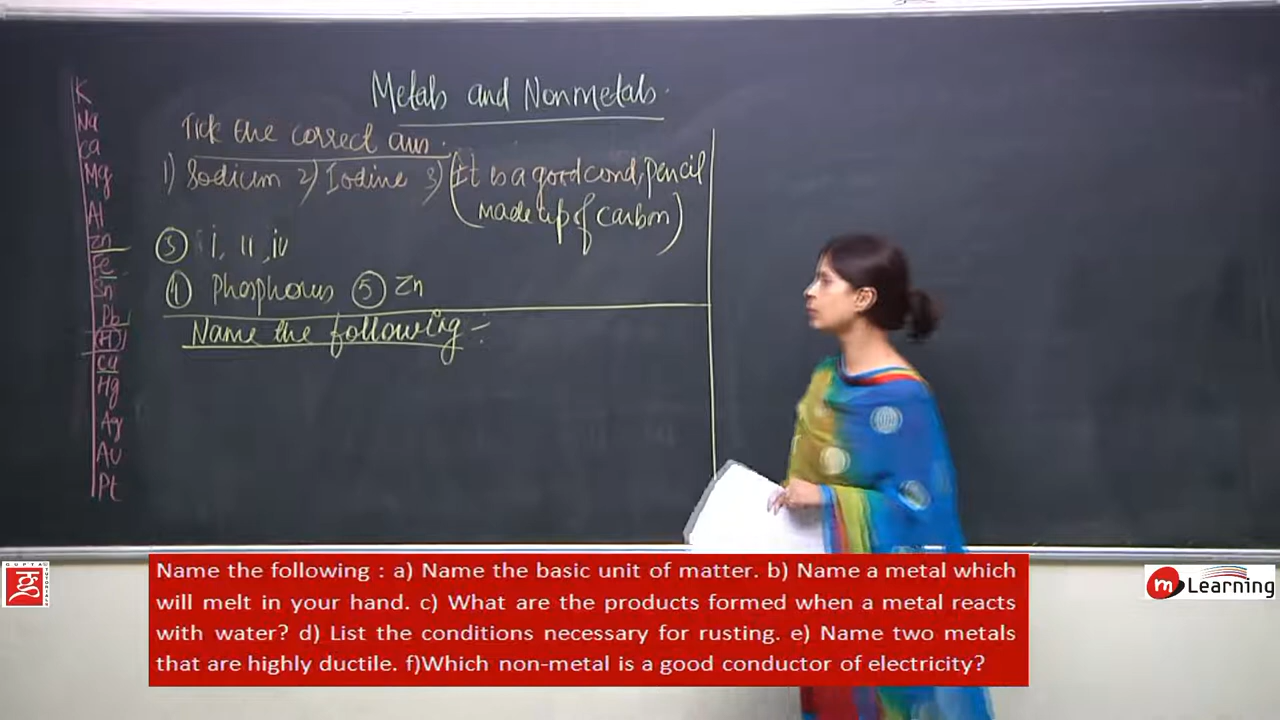 Metals and Nonmetals.
Tick the correct ans.
1) Sodium 2) Iodine 3) (It is a good cond, pencil
made up of carbon)
③ i, ii, iv
④ Phosphorus ⑤ Zn
Name the following :-
K
Na
Ca
Mg
Al
Zn
Fe
Sn
Pb
(H)
Cu
Hg
Ag
Au
Pt
GUPTA
TUTORIALS
m Learning
Name the following : a) Name the basic unit of matter. b) Name a metal which
will melt in your hand. c) What are the products formed when a metal reacts
with water? d) List the conditions necessary for rusting. e) Name two metals
that are highly ductile. f)Which non-metal is a good conductor of electricity?